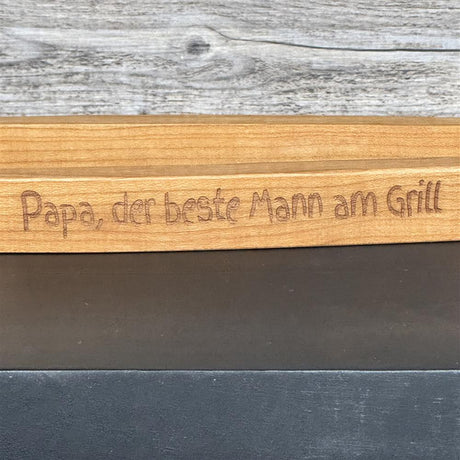 Papa, der beste Mann am Grill